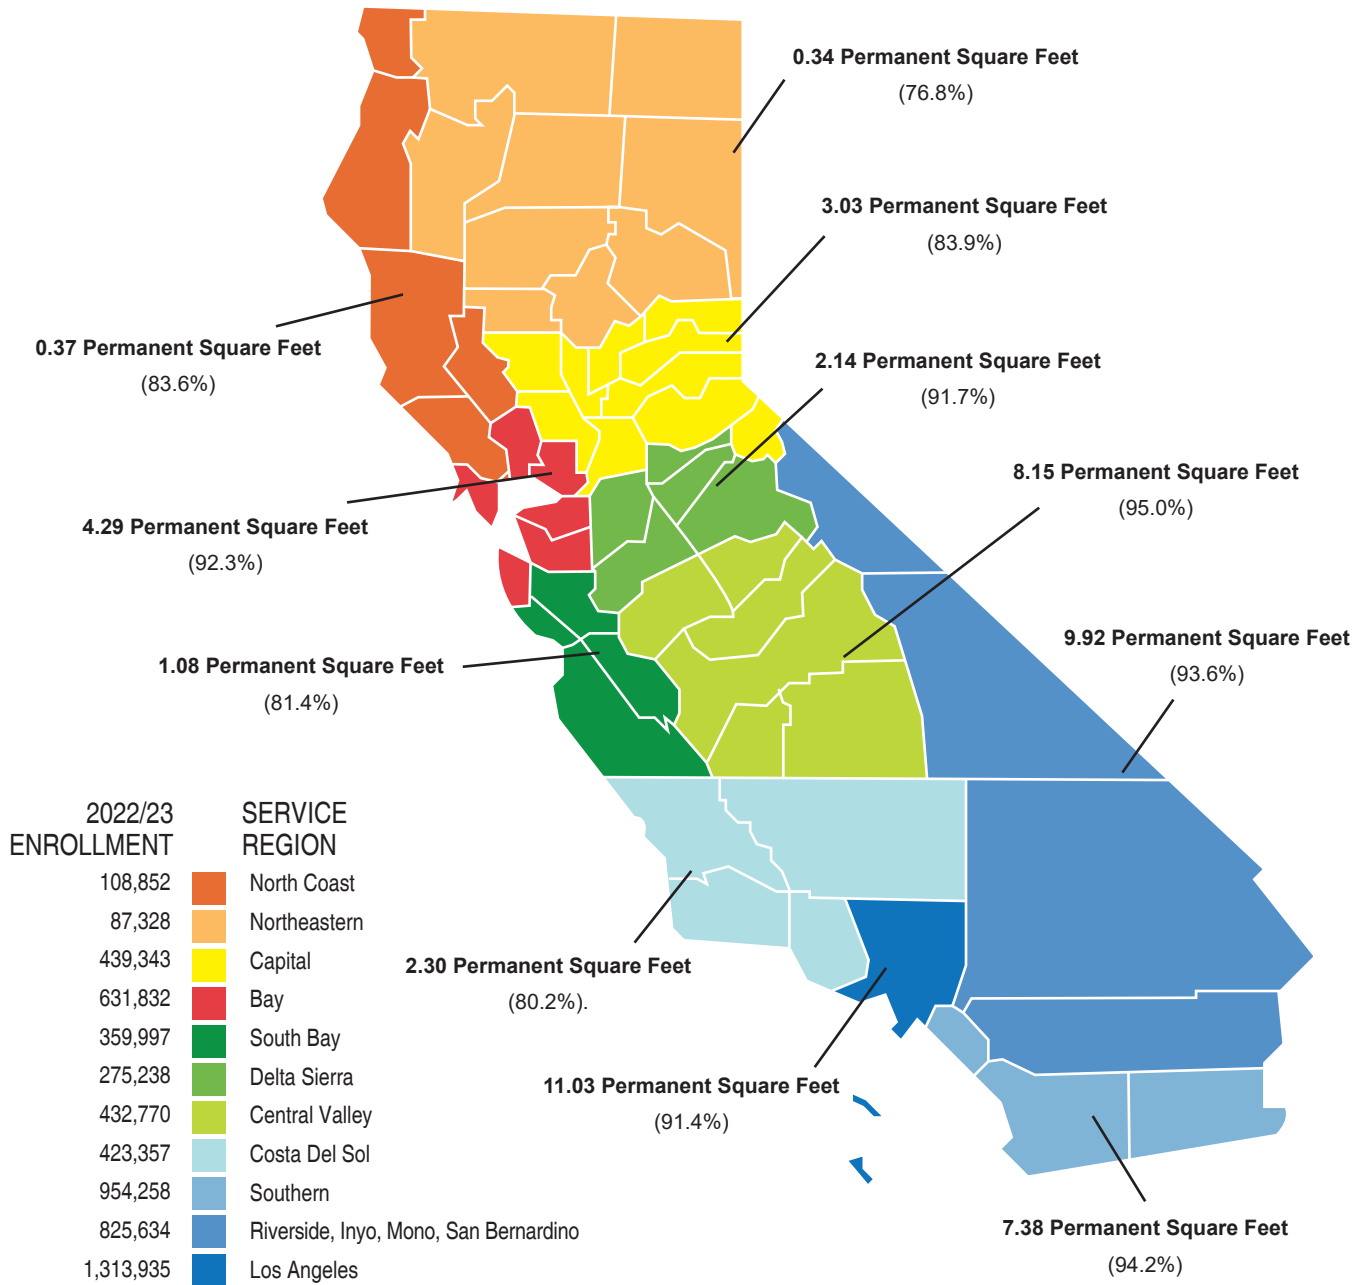 0.34 Permanent Square Feet
(76.8%)
3.03 Permanent Square Feet
(83.9%)
0.37 Permanent Square Feet
(83.6%)
2.14 Permanent Square Feet
(91.7%)
8.15 Permanent Square Feet
(95.0%)
4.29 Permanent Square Feet
(92.3%)
9.92 Permanent Square Feet
(93.6%)
1.08 Permanent Square Feet
(81.4%)
2.30 Permanent Square Feet
(80.2%).
11.03 Permanent Square Feet
(91.4%)
7.38 Permanent Square Feet
(94.2%)
2022/23 SERVICE
ENROLLMENT REGION
108,852 North Coast
87,328 Northeastern
439,343 Capital
631,832 Bay
359,997 South Bay
275,238 Delta Sierra
432,770 Central Valley
423,357 Costa Del Sol
954,258 Southern
825,634 Riverside, Inyo, Mono, San Bernardino
1,313,935 Los Angeles